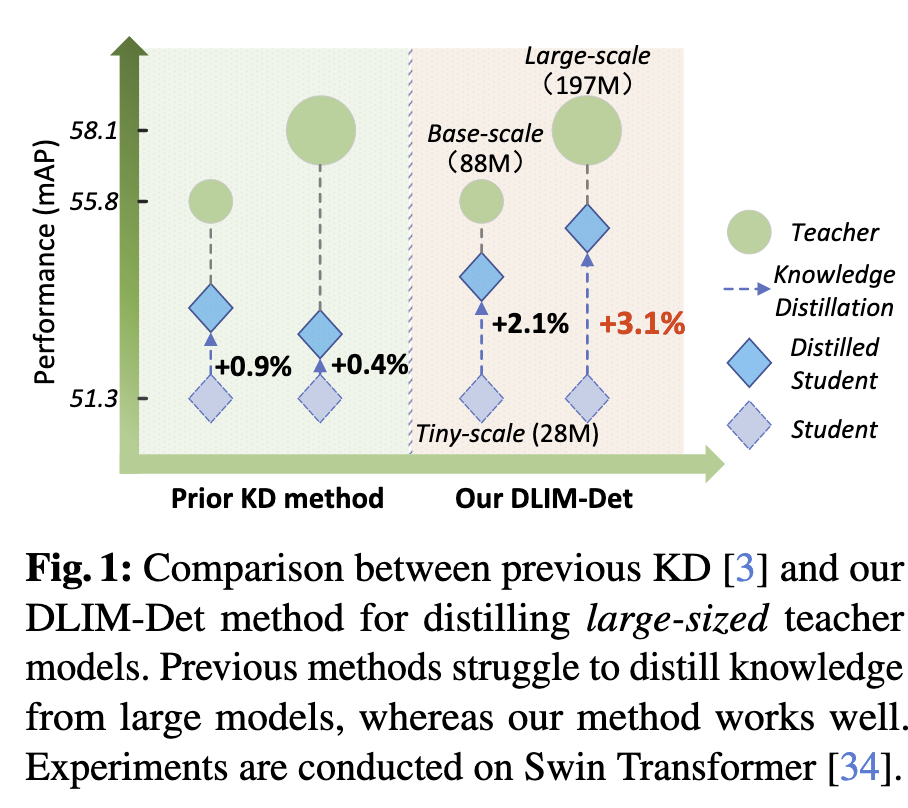 Large-scale
(197M)
Base-scale
(88M)
58.1
55.8
51.3
Performance (mAP)
+0.9%
+0.4%
+2.1%
+3.1%
Tiny-scale (28M)
Prior KD method
Our DLIM-Det
Teacher
Knowledge
Distillation
Distilled
Student
Student
Fig. 1: Comparison between previous KD [3] and our
DLIM-Det method for distilling large-sized teacher
models. Previous methods struggle to distill knowledge
from large models, whereas our method works well.
Experiments are conducted on Swin Transformer [34].